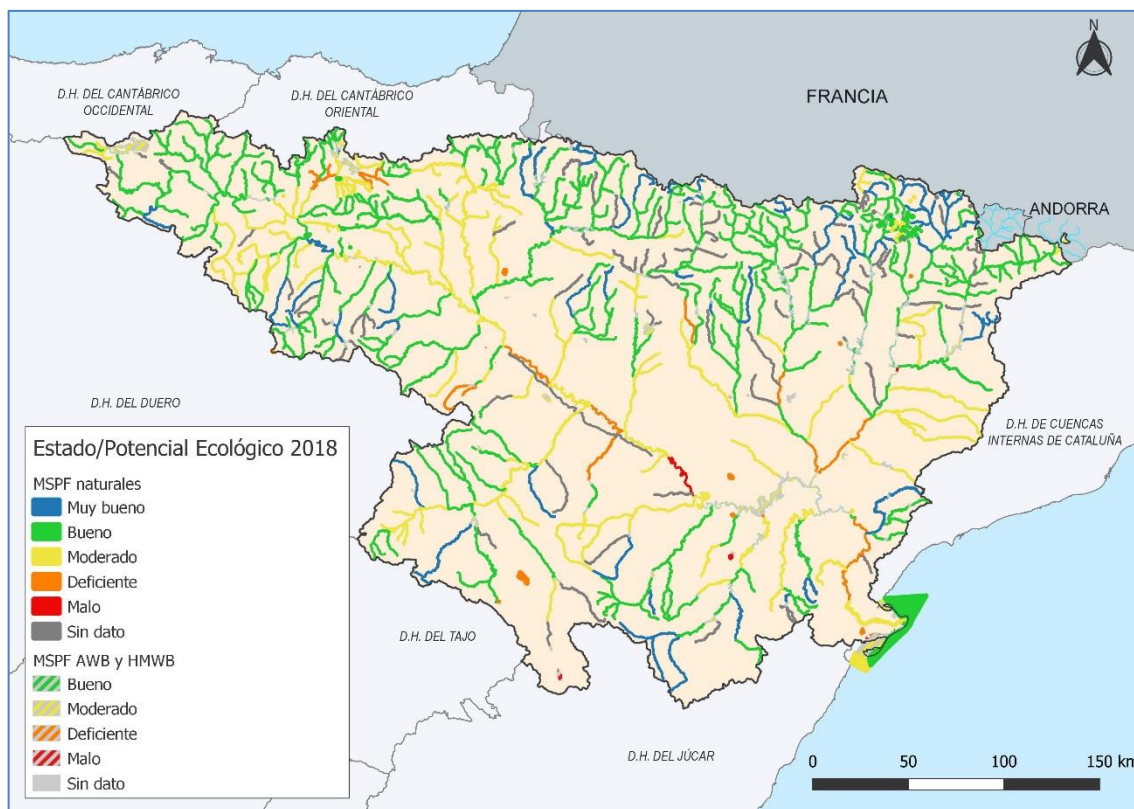 D.H. DEL CANTÁBRICO
OCCIDENTAL
D.H. DEL CANTÁBRICO
ORIENTAL
FRANCIA
N
ANDORRA
D.H. DEL DUERO
D.H. DE CUENCAS
INTERNAS DE CATALUÑA
D.H. DEL TAJO
D.H. DEL JÚCAR
Estado/Potencial Ecológico 2018
MSPF naturales
Muy bueno
Bueno
Moderado
Deficiente
Malo
Sin dato
MSPF AWB y HMWB
Bueno
Moderado
Deficiente
Malo
Sin dato
0 50 100 150 km